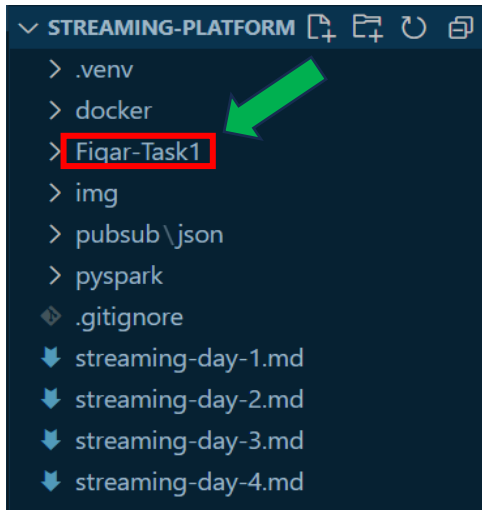 STREAMING-PLATFORM
.venv
docker
Fiqar-Task1
img
pubsub\json
pyspark
.gitignore
streaming-day-1.md
streaming-day-2.md
streaming-day-3.md
streaming-day-4.md